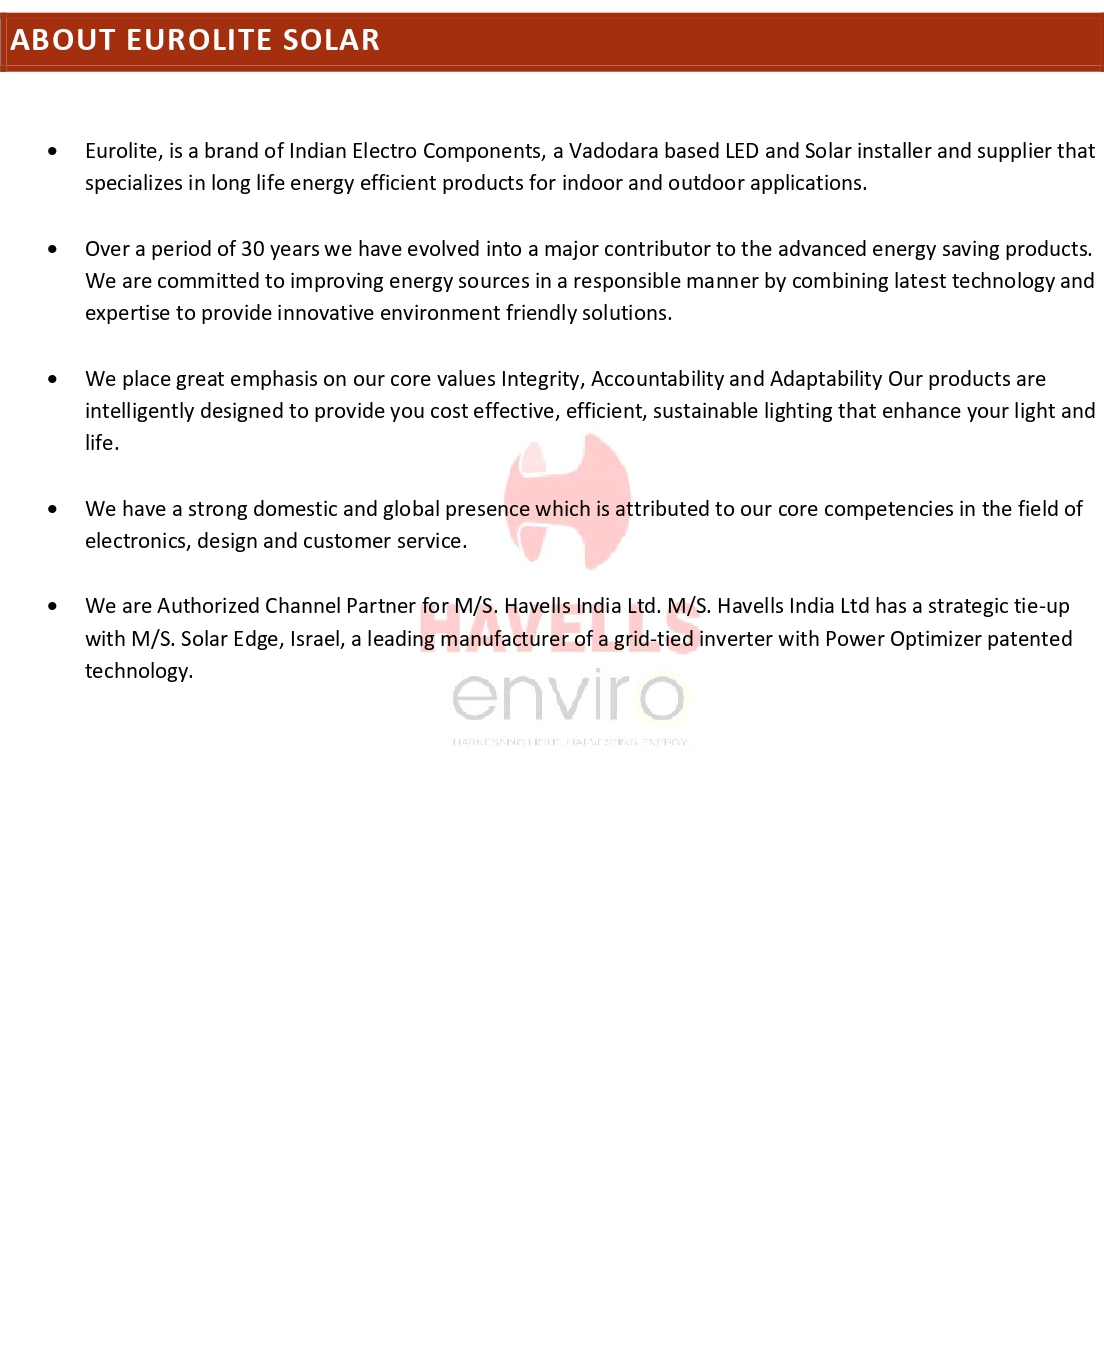 ABOUT EUROLITE SOLAR
• Eurolite, is a brand of Indian Electro Components, a Vadodara based LED and Solar installer and supplier that
specializes in long life energy efficient products for indoor and outdoor applications.
• Over a period of 30 years we have evolved into a major contributor to the advanced energy saving products.
We are committed to improving energy sources in a responsible manner by combining latest technology and
expertise to provide innovative environment friendly solutions.
• We place great emphasis on our core values Integrity, Accountability and Adaptability Our products are
intelligently designed to provide you cost effective, efficient, sustainable lighting that enhance your light and
life.
• We have a strong domestic and global presence which is attributed to our core competencies in the field of
electronics, design and customer service.
• We are Authorized Channel Partner for M/S. Havells India Ltd. M/S. Havells India Ltd has a strategic tie-up
with M/S. Solar Edge, Israel, a leading manufacturer of a grid-tied inverter with Power Optimizer patented
technology.
HAVELLS
enviro
HARNESSING LIGHT. HARVESTING ENERGY.